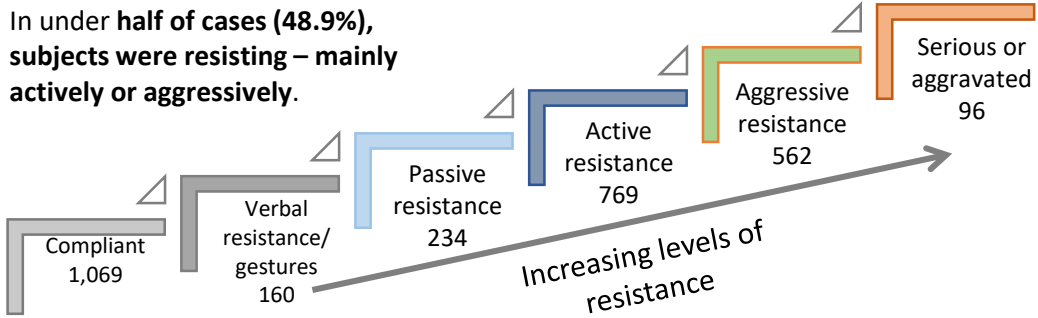 In under half of cases (48.9%),
subjects were resisting – mainly
actively or aggressively.
Compliant
1,069
Verbal
resistance/
gestures
160
Passive
resistance
234
Active
resistance
769
Aggressive
resistance
562
Serious or
aggravated
96
Increasing levels of
resistance